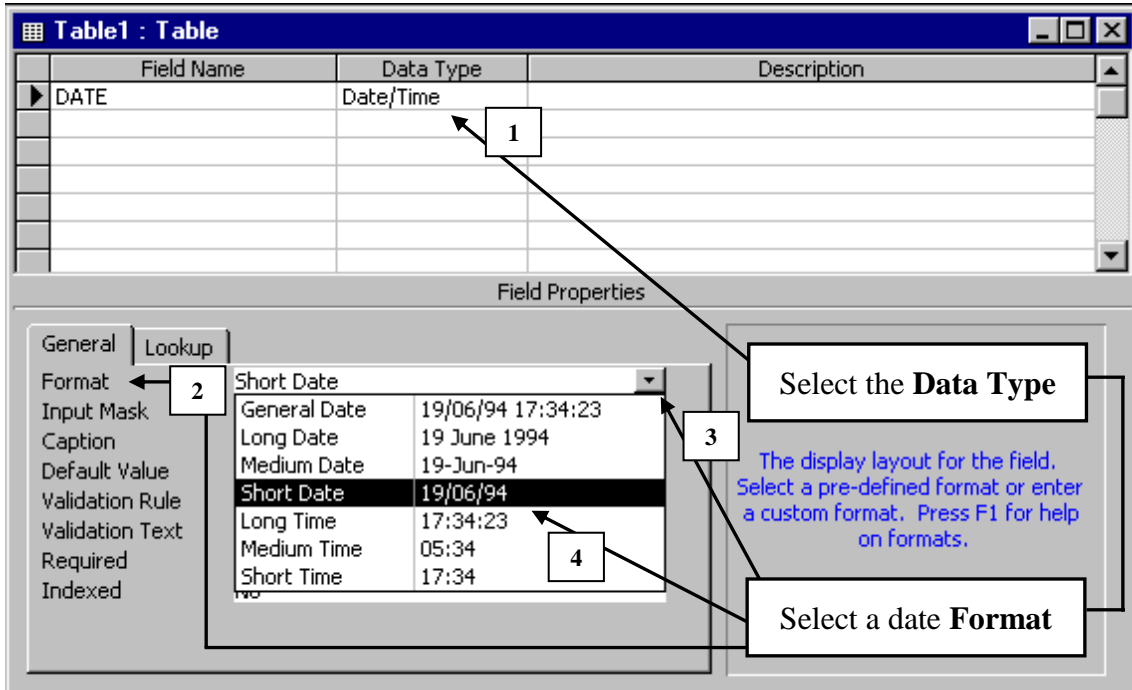 Table1 : Table
Field Name Data Type Description
DATE Date/Time
1
Field Properties
General Lookup
Format 2 Short Date
Input Mask
Caption
Default Value
Validation Rule
Validation Text
Required
Indexed No
General Date 19/06/94 17:34:23
Long Date 19 June 1994
Medium Date 19-Jun-94
Short Date 19/06/94
Long Time 17:34:23
Medium Time 05:34
Short Time 17:34
3
4
Select the Data Type
The display layout for the field.
Select a pre-defined format or enter
a custom format. Press F1 for help
on formats.
Select a date Format